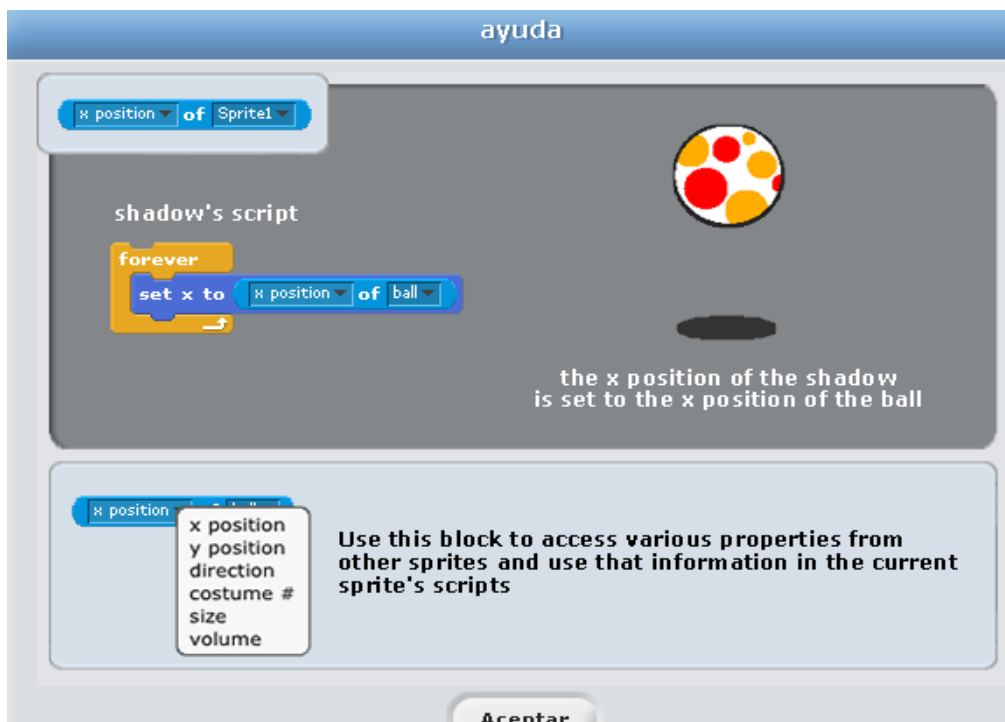 ayuda
x position of Sprite1
shadow's script
forever
set x to x position of ball
the x position of the shadow
is set to the x position of the ball
x position
x position
y position
direction
costume #
size
volume
Use this block to access various properties from
other sprites and use that information in the current
sprite's scripts
Aceptar